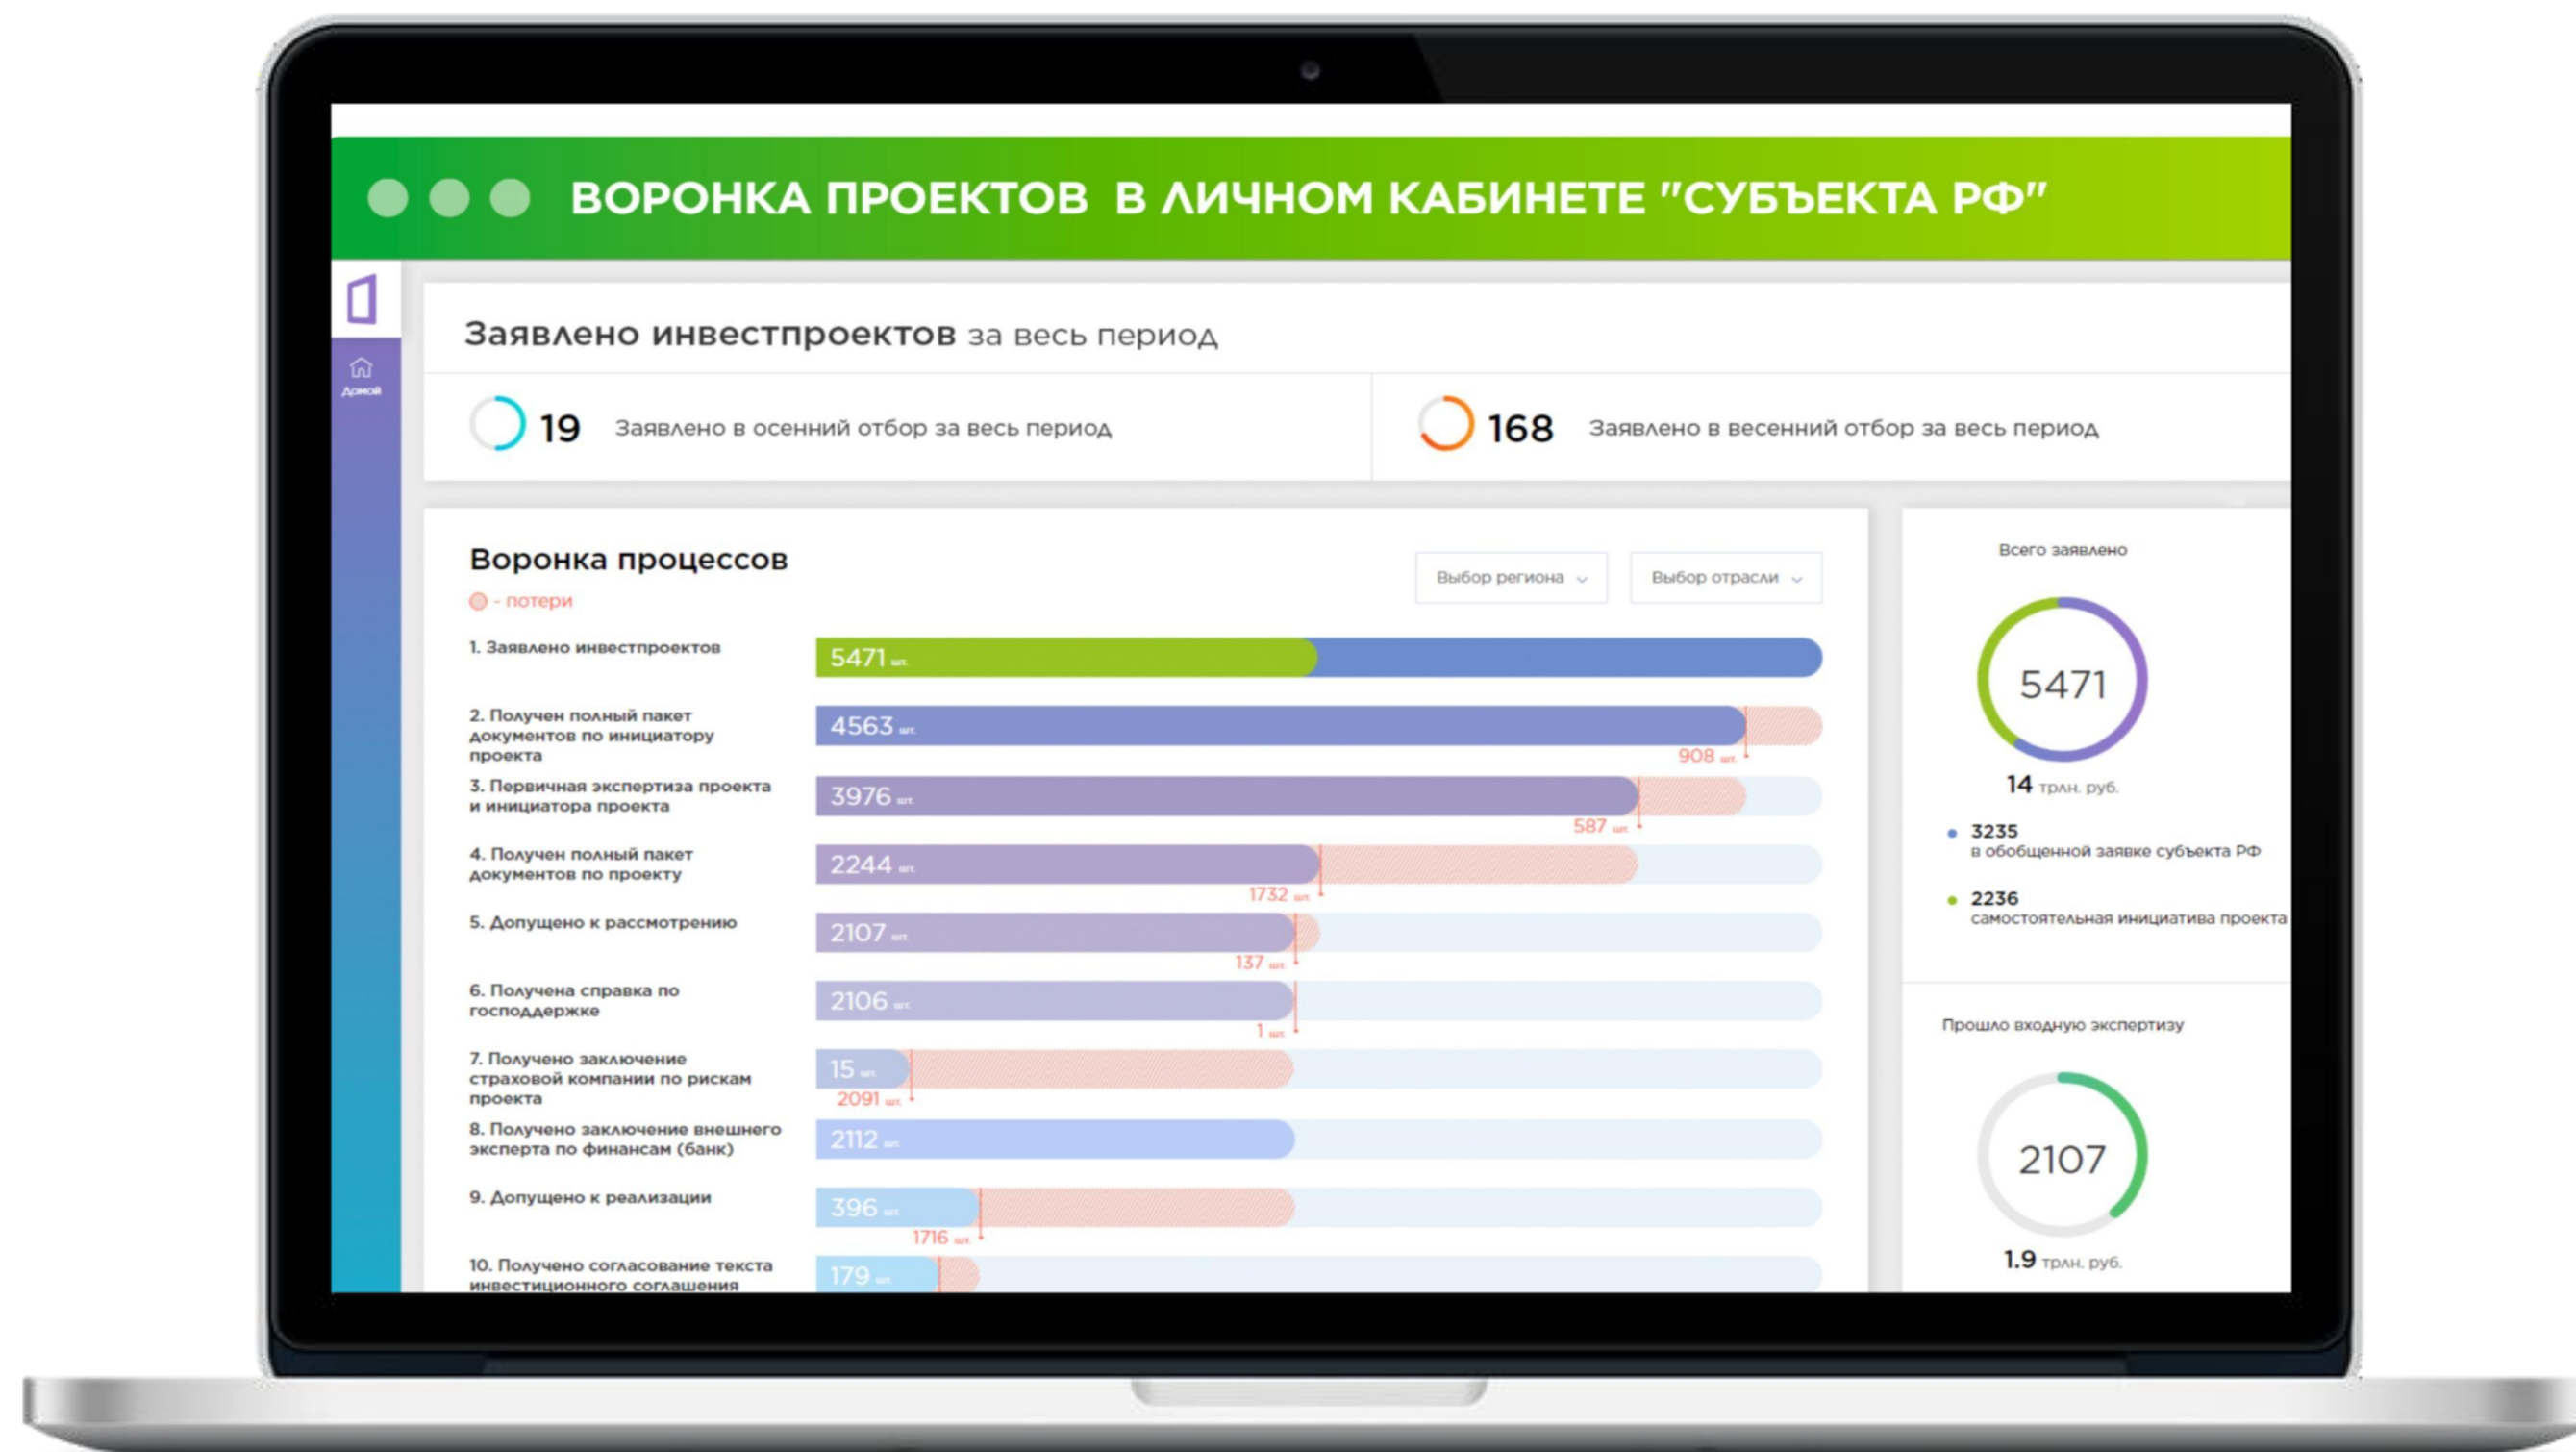 ВОРОНКА ПРОЕКТОВ В ЛИЧНОМ КАБИНЕТЕ "СУБЪЕКТА РФ"
Домой
Заявлено инвестпроектов за весь период
19 Заявлено в осенний отбор за весь период
168 Заявлено в весенний отбор за весь период
Воронка процессов
- потери
Выбор региона
Выбор отрасли
1. Заявлено инвестпроектов
5471 шт.
2. Получен полный пакет
документов по инициатору
проекта
4563 шт.
908 шт.
3. Первичная экспертиза проекта
и инициатора проекта
3976 шт.
587 шт.
4. Получен полный пакет
документов по проекту
2244 шт.
1732 шт.
5. Допущено к рассмотрению
2107 шт.
137 шт.
6. Получена справка по
господдержке
2106 шт.
1 шт.
7. Получено заключение
страховой компании по рискам
проекта
15 шт.
2091 шт.
8. Получено заключение внешнего
эксперта по финансам (банк)
2112 шт.
9. Допущено к реализации
396 шт.
1716 шт.
10. Получено согласование текста
инвестиционного соглашения
179 шт.
Всего заявлено
5471
14 трлн. руб.
3235
в обобщенной заявке субъекта РФ
2236
самостоятельная инициатива проекта
Прошло входную экспертизу
2107
1.9 трлн. руб.